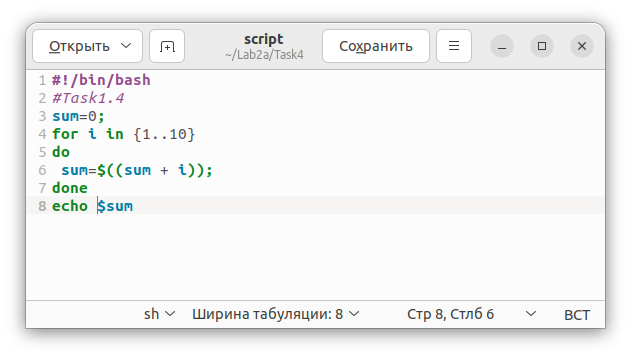 Открыть
script
~/Lab2a/Task4
Сохранить
1 #!/bin/bash
2 #Task1.4
3 sum=0;
4 for i in {1..10}
5 do
6  sum=$((sum + i));
7 done
8 echo $sum
sh Ширина табуляции: 8 Стр 8, Стлб 6 ВСТ